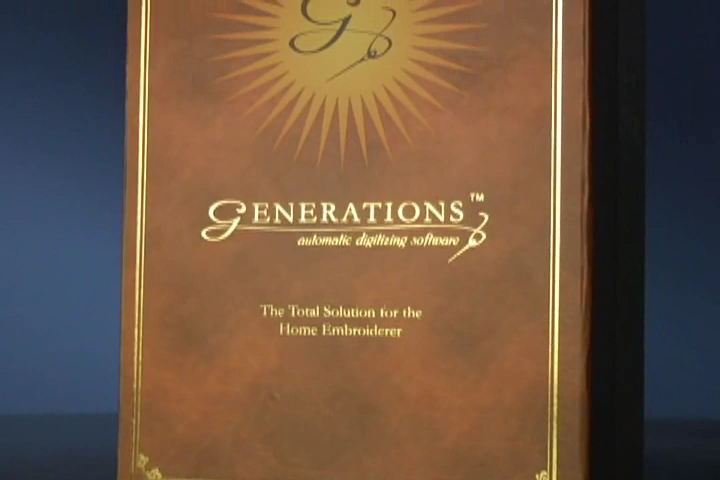 G
GENERATIONS™
automatic digitizing software
The Total Solution for the
Home Embroiderer